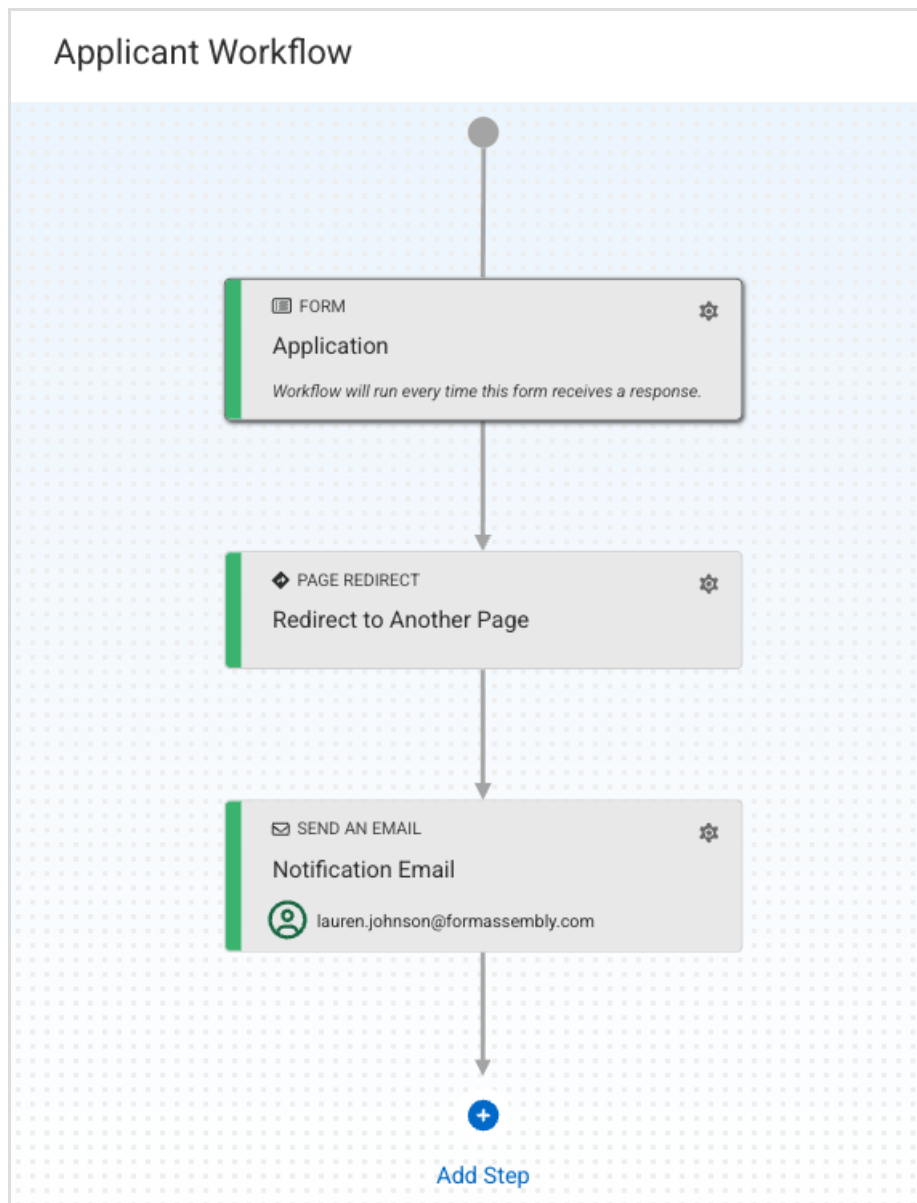 Applicant Workflow
FORM
Application
Workflow will run every time this form receives a response.
PAGE REDIRECT
Redirect to Another Page
SEND AN EMAIL
Notification Email
lauren.johnson@formassembly.com
Add Step